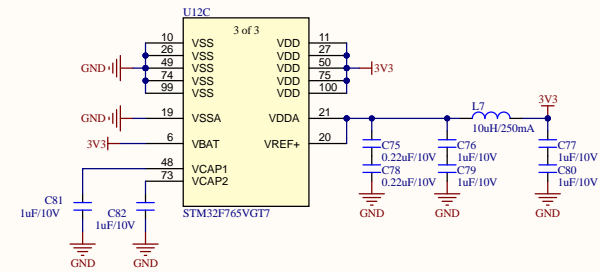 U12C
3 of 3
10 VSS VDD 11
26 VSS VDD 27
GND 49 VSS VDD 50 3V3
74 VSS VDD 75
99 VSS VDD 100
GND 19 VSSA VDDA 21
L7 3V3
10uH/250mA
3V3 6 VBAT VREF+ 20
C75 C76 C77
0.22uF/10V 1uF/10V 1uF/10V
48 VCAP1
73 VCAP2
C78 C79 C80
0.22uF/10V 1uF/10V 1uF/10V
C81
1uF/10V
C82
1uF/10V
STM32F765VGT7
GND GND GND
GND GND